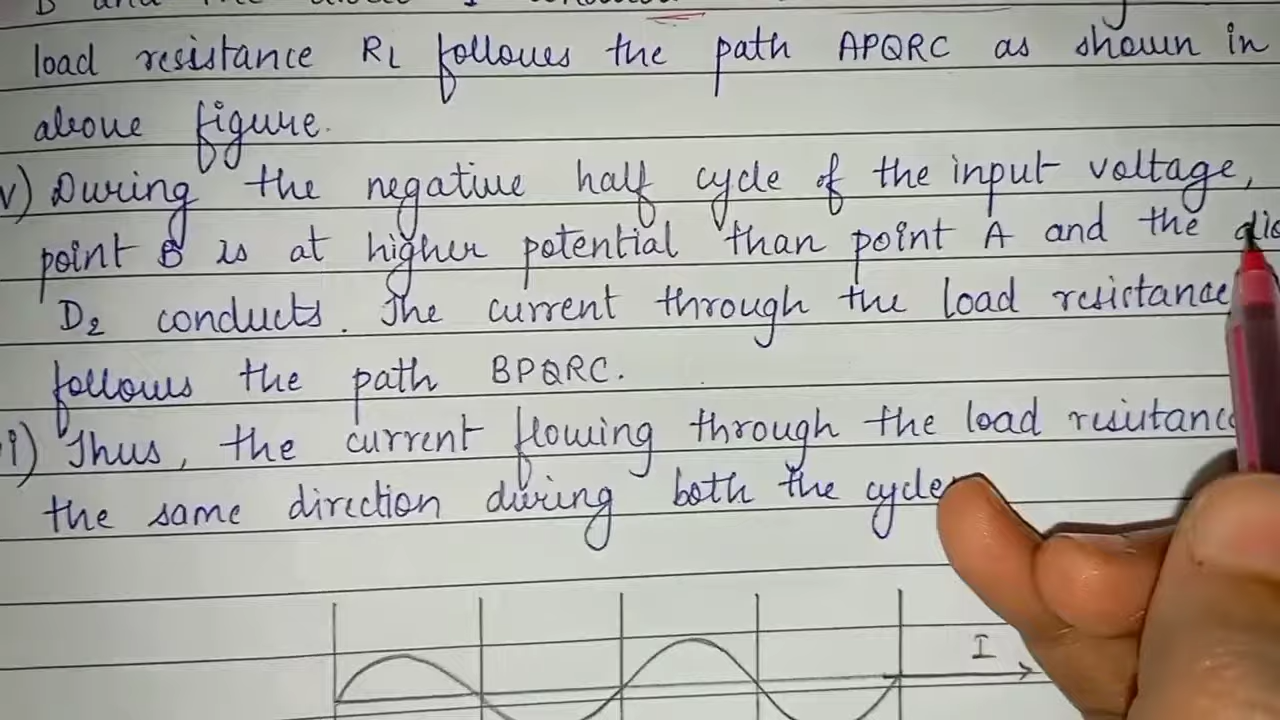 load resistance RL follows the path APQRC as shown in
above figure.
v) During the negative half cycle of the input voltage,
point B is at higher potential than point A and the
D2 conducts. The current through the load resistance
follows the path BPQRC.
i) Thus, the current flowing through the load resistanc
the same direction during both the cycle
I